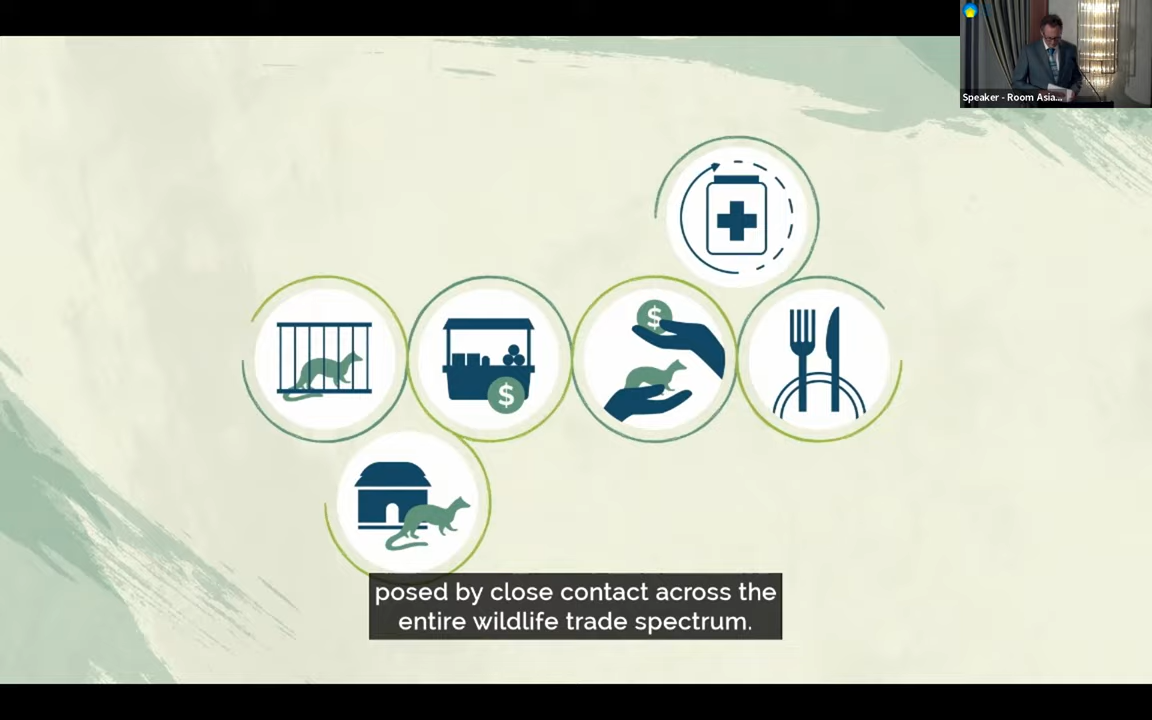 Speaker - Room Asia...
$
$
posed by close contact across the
entire wildlife trade spectrum.